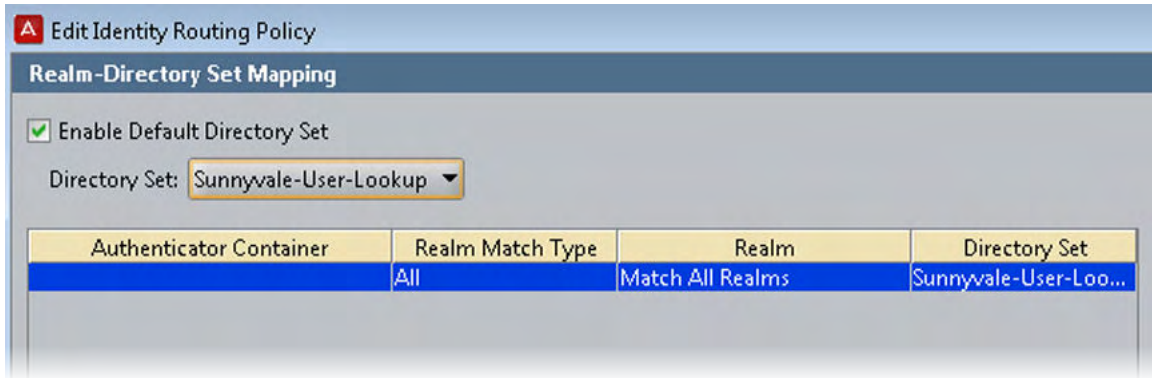 A Edit Identity Routing Policy
Realm-Directory Set Mapping
Enable Default Directory Set
Directory Set: Sunnyvale-User-Lookup
Authenticator Container Realm Match Type Realm Directory Set
All Match All Realms Sunnyvale-User-Loo...